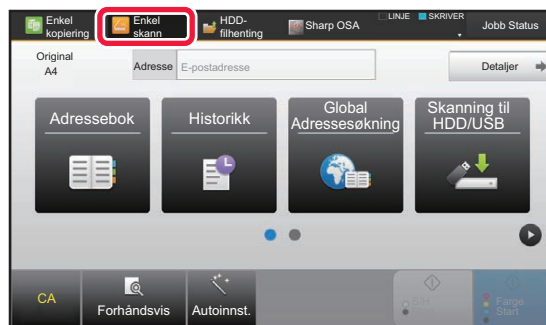 Enkel
kopiering
Enkel
skann
HDD-
filhenting
Sharp OSA
LINJE
SKRIVER
Jobb Status
Original
A4
Adresse
E-postadresse
Detaljer
Adressebok
Historikk
Global
Adressesøkning
Skanning til
HDD/USB
CA
Forhåndsvis
Autoinnst.
S/H
Start
Farge
Start